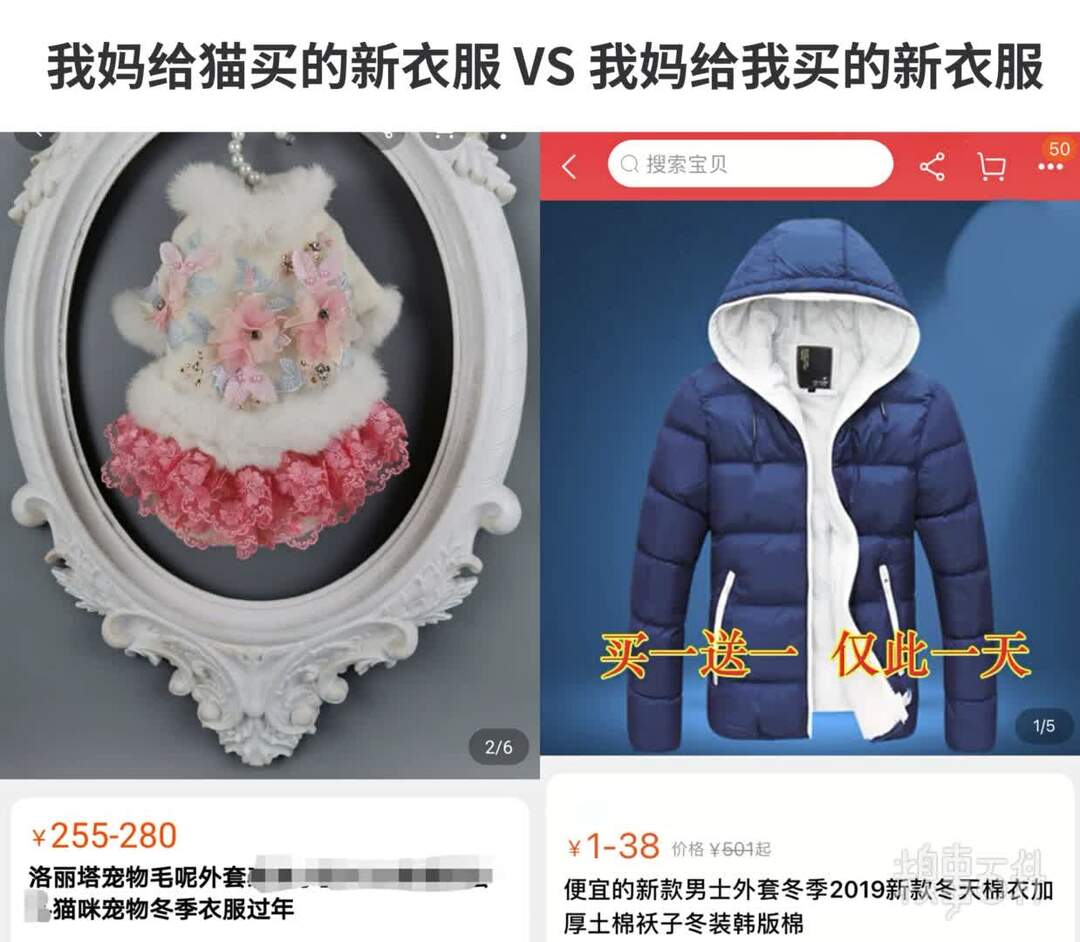 我妈给猫买的新衣服 VS 我妈给我买的新衣服
搜索宝贝
50
买一送一 仅此一天
2/6
1/5
¥255-280
洛丽塔宠物毛呢外套
猫咪宠物冬季衣服过年
¥1-38 价格 ¥501起
便宜的新款男士外套冬季2019新款冬天棉衣加
厚土棉袄子冬装韩版棉